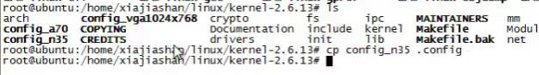 root@ubuntu:/home/xiajiashan/linux/kernel-2.6.13# ls
arch config_vga1024x768 crypto fs ipc MAINTAINERS mm
config_a70 COPYING Documentation include kernel Makefile Modul
config_n35 CREDITS drivers init lib Makefile.bak net
root@ubuntu:/home/xiajiashan/linux/kernel-2.6.13# cp config_n35 .config
root@ubuntu:/home/xiajiashan/linux/kernel-2.6.13#